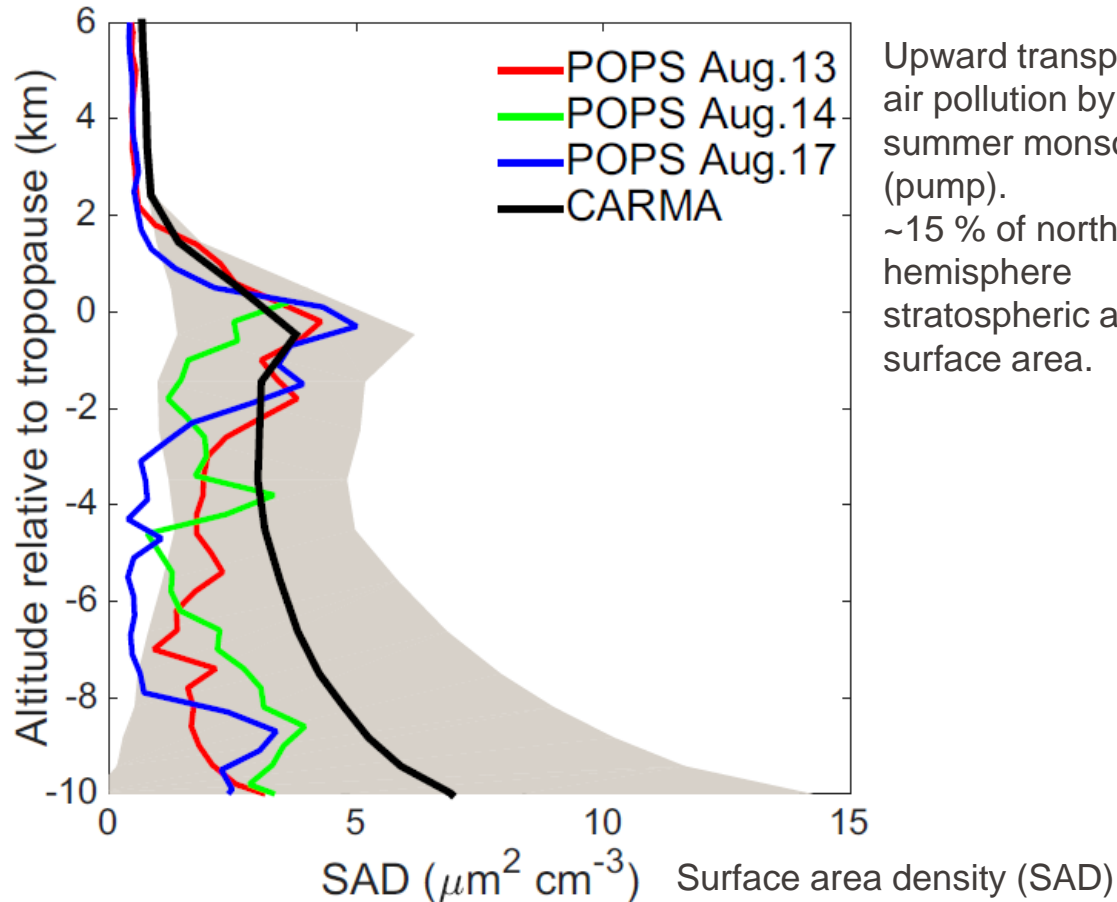 6
4
2
0
-2
-4
-6
-8
-10
Altitude relative to tropopause (km)
POPS Aug.13
POPS Aug.14
POPS Aug.17
CARMA
0
5
10
15
SAD (μm² cm⁻³)
Surface area density (SAD)
Upward
air pollution by
summer
(pump).
~15 % of north
hemisphere
stratospheric
surface area.